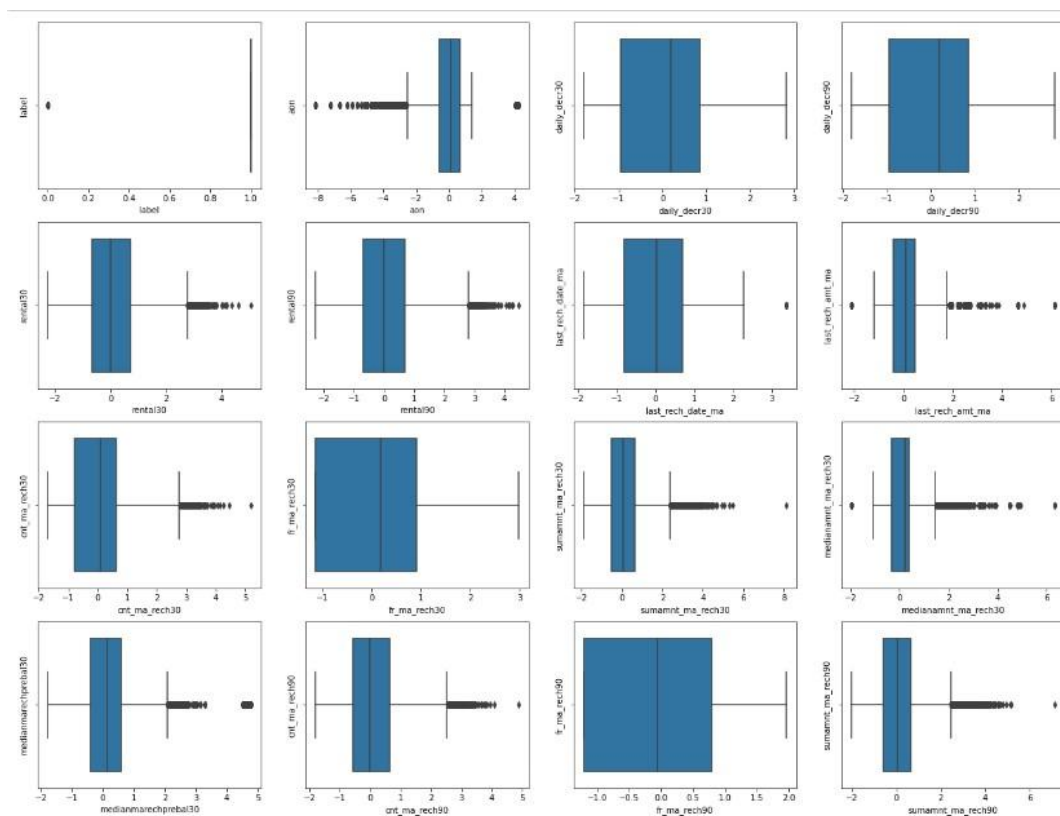 label
0.0 0.2 0.4 0.6 0.8 1.0
label
aon
−8 −6 −4 −2 0 2 4
aon
daily_decr30
−2 −1 0 1 2 3
daily_decr30
daily_decr90
−2 −1 0 1 2
daily_decr90
rental30
−2 0 2 4
rental30
rental90
−2 −1 0 1 2 3 4
rental90
last_rech_date_ma
−2 −1 0 1 2 3
last_rech_date_ma
last_rech_amt_ma
−2 0 2 4 6
last_rech_amt_ma
cnt_ma_rech30
−2 −1 0 1 2 3 4 5
cnt_ma_rech30
fr_ma_rech30
−1 0 1 2 3
fr_ma_rech30
sumamnt_ma_rech30
−2 0 2 4 6 8
sumamnt_ma_rech30
medianamnt_ma_rech30
−2 0 2 4 6
medianamnt_ma_rech30
medianmarechprebal30
−2 −1 0 1 2 3 4 5
medianmarechprebal30
cnt_ma_rech90
−2 −1 0 1 2 3 4 5
cnt_ma_rech90
fr_ma_rech90
−1.0 −0.5 0.0 0.5 1.0 1.5 2.0
fr_ma_rech90
sumamnt_ma_rech90
−2 0 2 4 6
sumamnt_ma_rech90